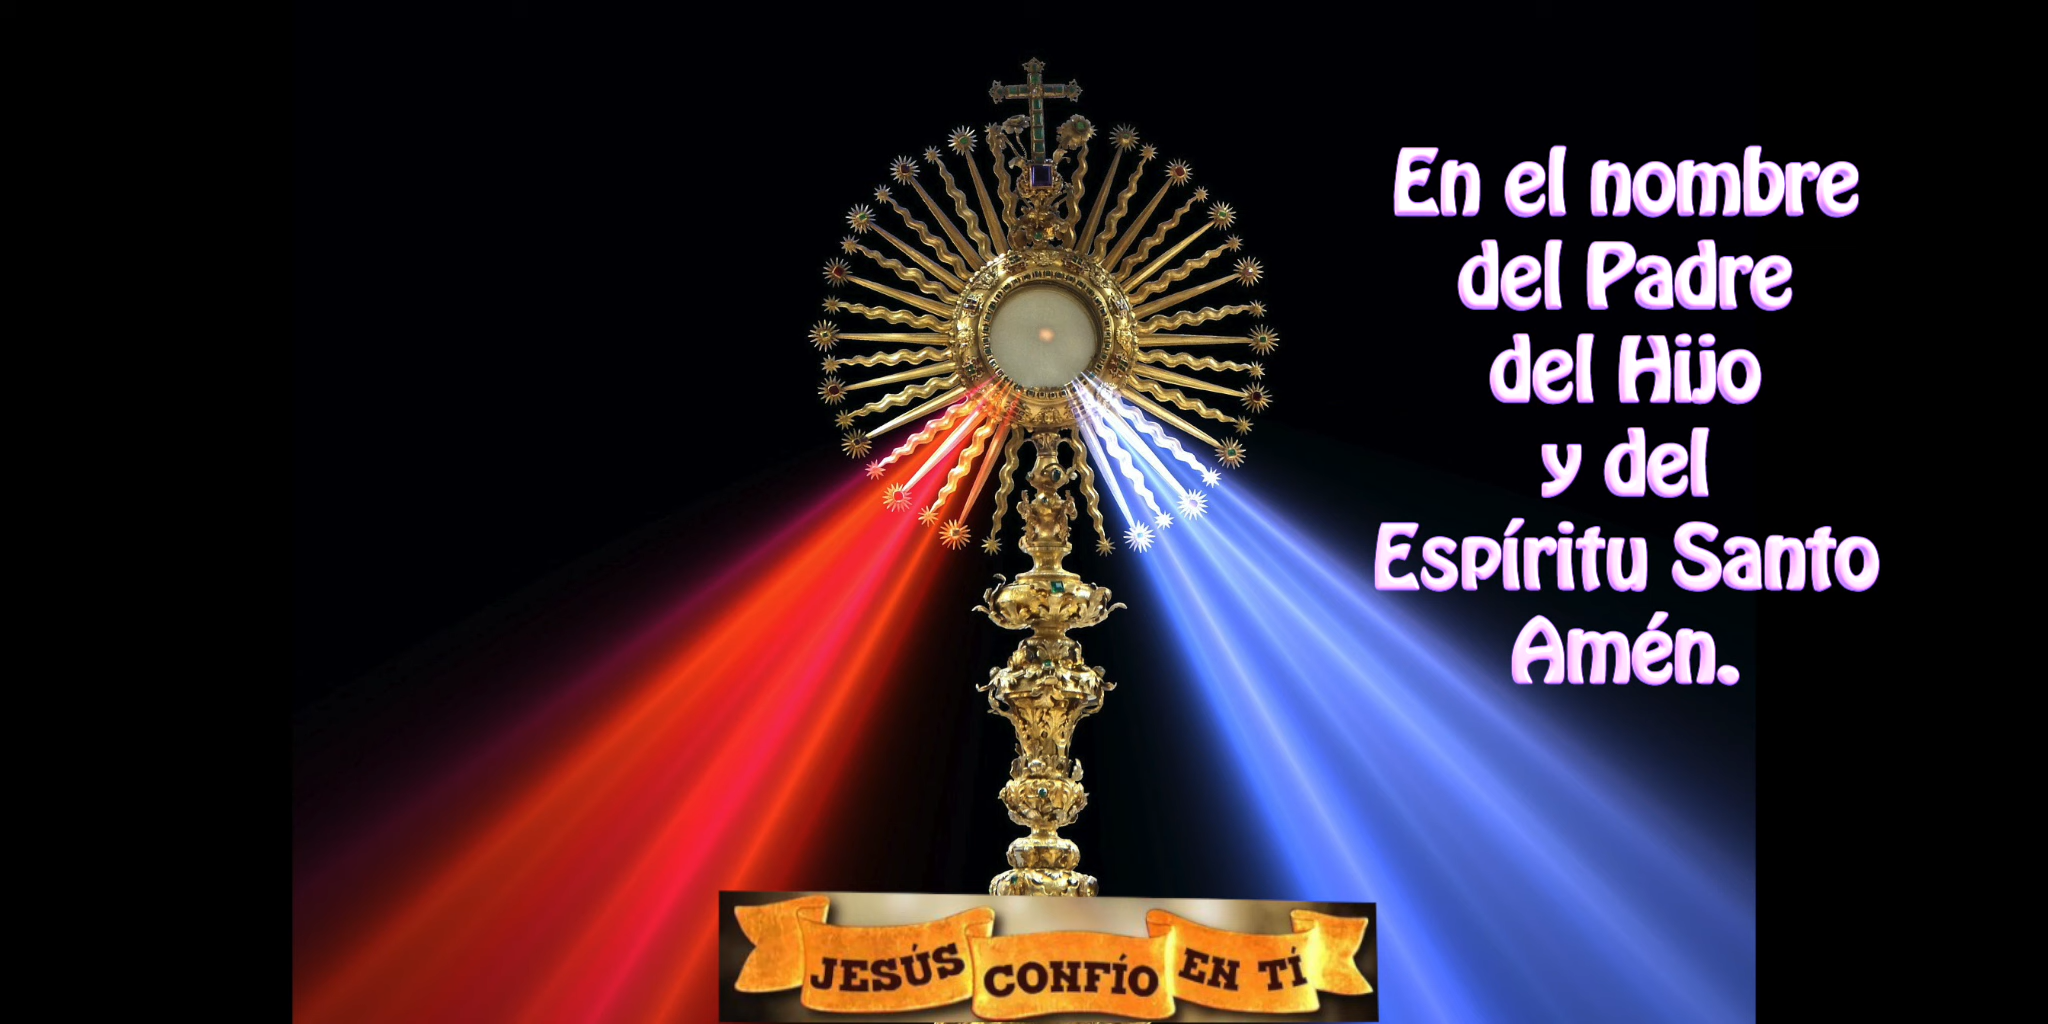 En el nombre
del Padre
del Hijo
y del
Espíritu Santo
Amén.
JESÚS CONFÍO EN TÍ